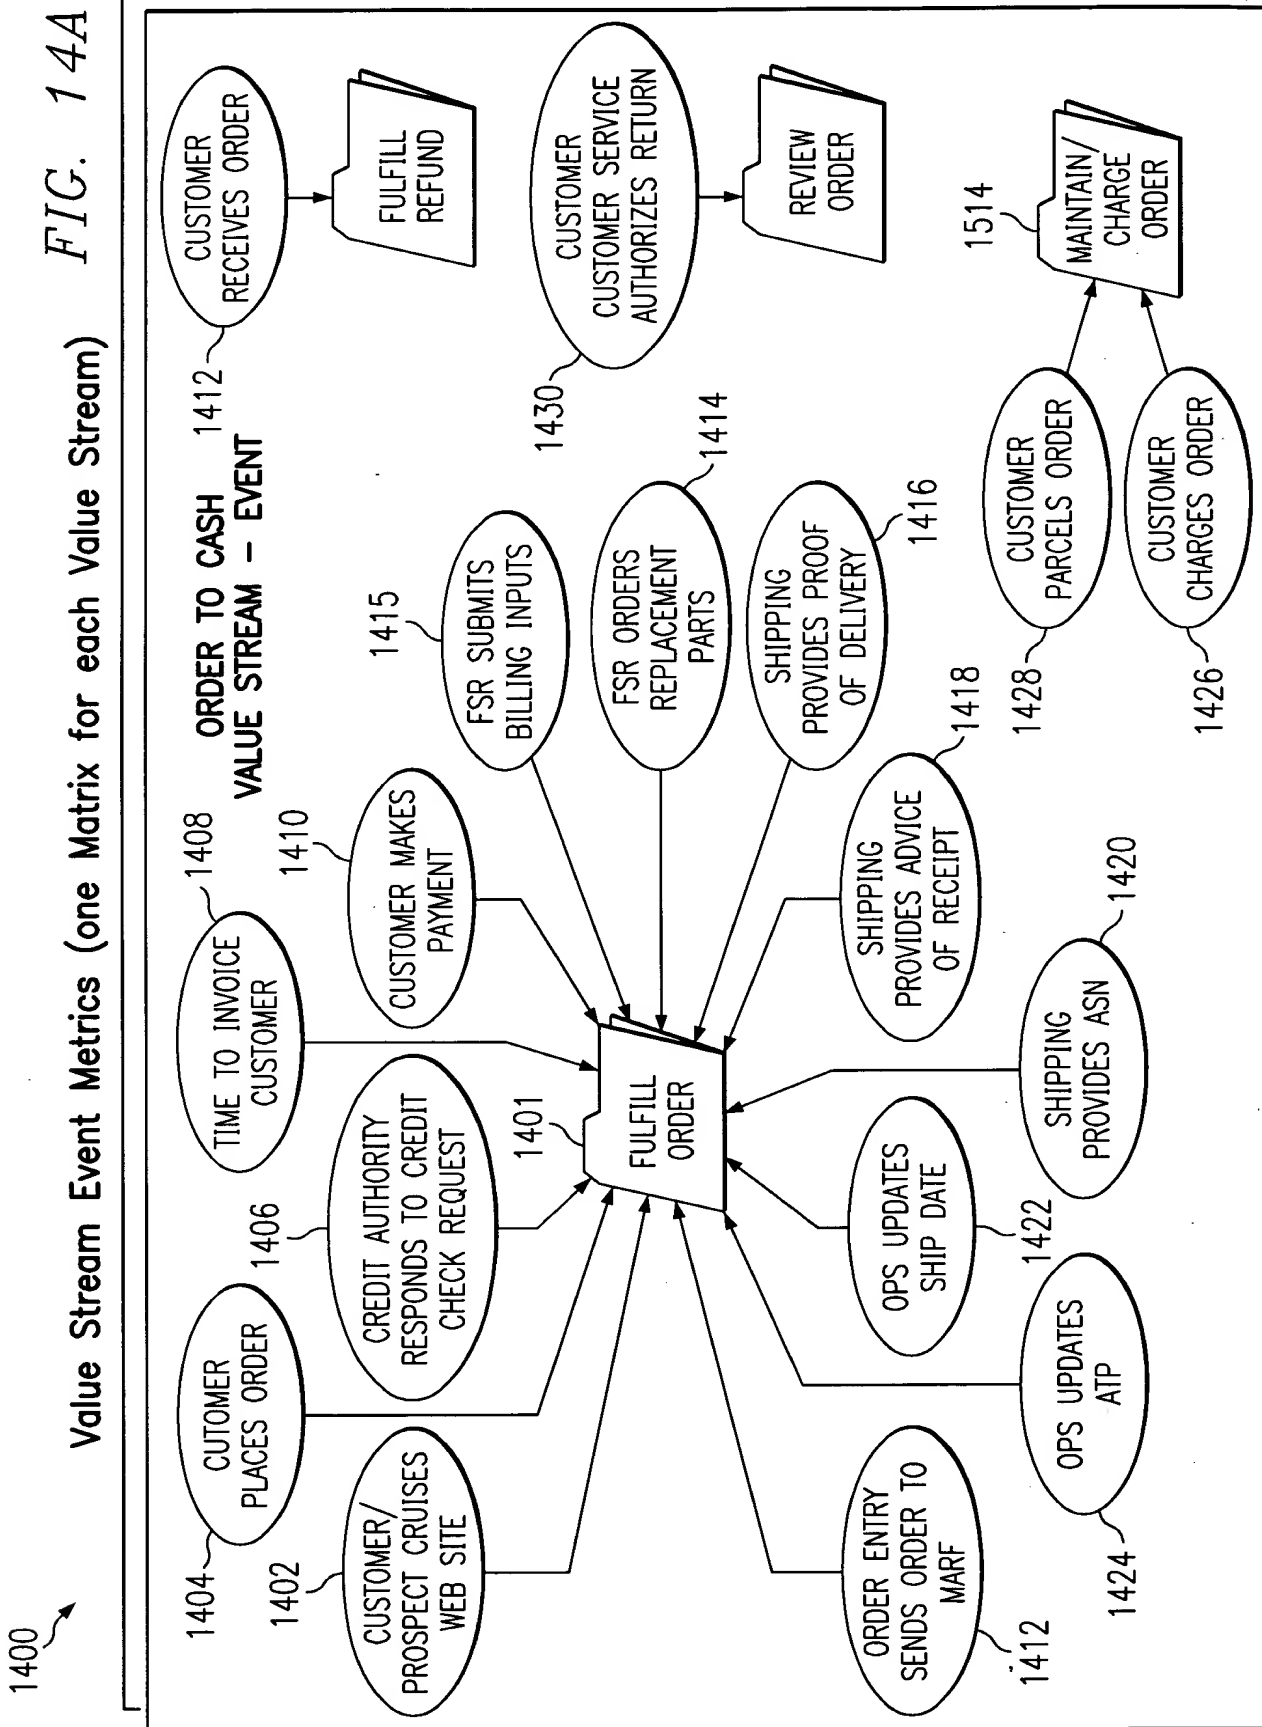 1400
FIG. 14A
Value Stream Event Metrics (one Matrix for each Value Stream)
ORDER TO CASH
VALUE STREAM – EVENT
1404
CUTOMER
PLACES ORDER
1408
TIME TO INVOICE
CUSTOMER
1412
CUSTOMER
RECEIVES ORDER
FULFILL
REFUND
1402
CUSTOMER/
PROSPECT CRUISES
WEB SITE
1406
CREDIT AUTHORITY
RESPONDS TO CREDIT
CHECK REQUEST
1410
CUSTOMER MAKES
PAYMENT
1415
FSR SUBMITS
BILLING INPUTS
1401
FULFILL
ORDER
FSR ORDERS
REPLACEMENT
PARTS
1414
1430
CUSTOMER
CUSTOMER SERVICE
AUTHORIZES RETURN
REVIEW
ORDER
SHIPPING
PROVIDES PROOF
OF DELIVERY
1416
ORDER ENTRY
SENDS ORDER TO
MARF
1412
OPS UPDATES
SHIP DATE
1422
SHIPPING
PROVIDES ADVICE
OF RECEIPT
1418
OPS UPDATES
ATP
1424
SHIPPING
PROVIDES ASN
1420
1428
CUSTOMER
PARCELS ORDER
1426
CUSTOMER
CHARGES ORDER
1514
MAINTAIN/
CHARGE
ORDER